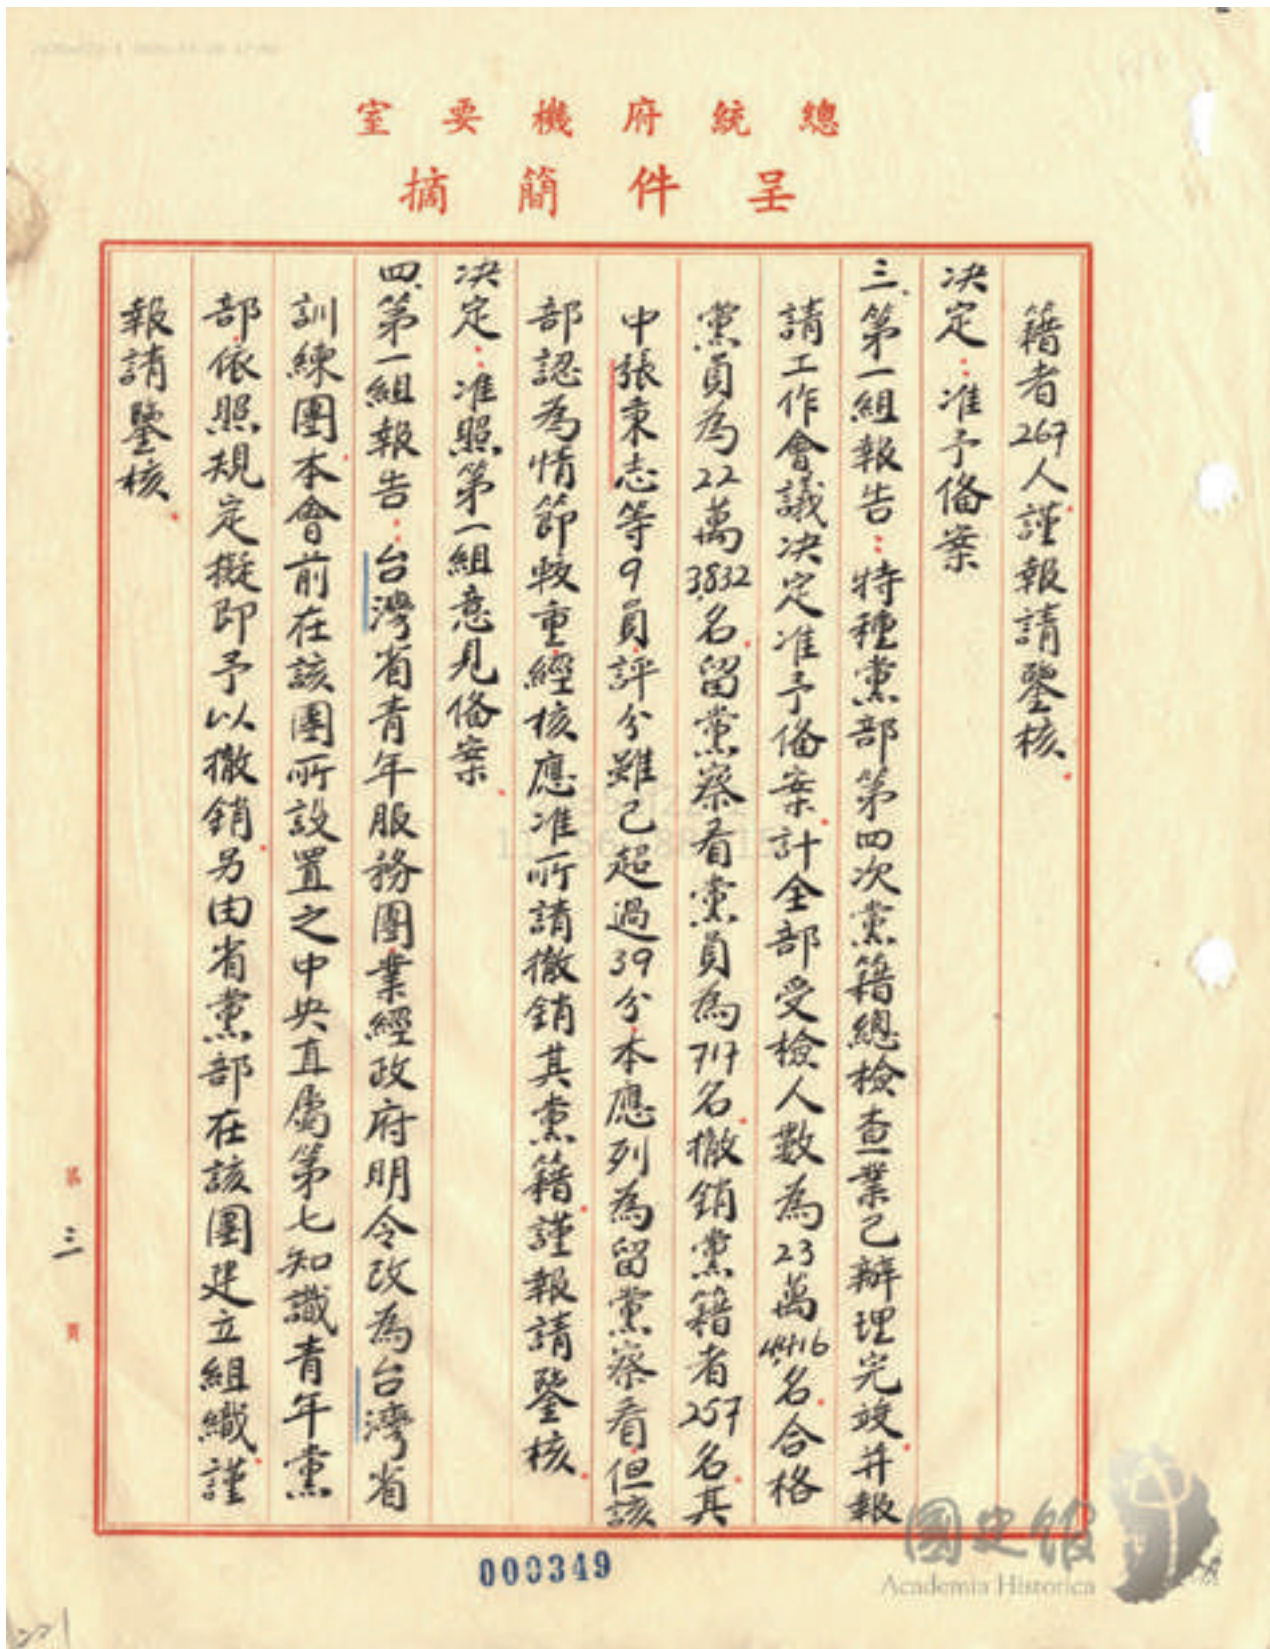 總統府機要室
呈件簡摘
籍者267人謹報請鑒核
決定：准予俻案
三、第一組報告：特種黨部第四次黨籍總檢查業已辦理完竣并報
請工作會議決定准予俻案計全部受檢人數為23萬4,416名合格
黨員為22萬3,832名留黨察看黨員為717名撤銷黨籍者257名其
中張秉志等9員評分雖已超過39分本應列為留黨察看但該
部認為情節較重經核應准所請撤銷其黨籍謹報請鑒核
決定：准照第一組意見俻案
四、第一組報告：台灣省青年服務團業經政府明令改為台灣省
訓練團本會前在該團所設置之中央直屬第七知識青年黨
部依照規定擬即予以撤銷另由省黨部在該團建立組織謹
報請鑒核
第三頁
000349
國史館
Academia Historica